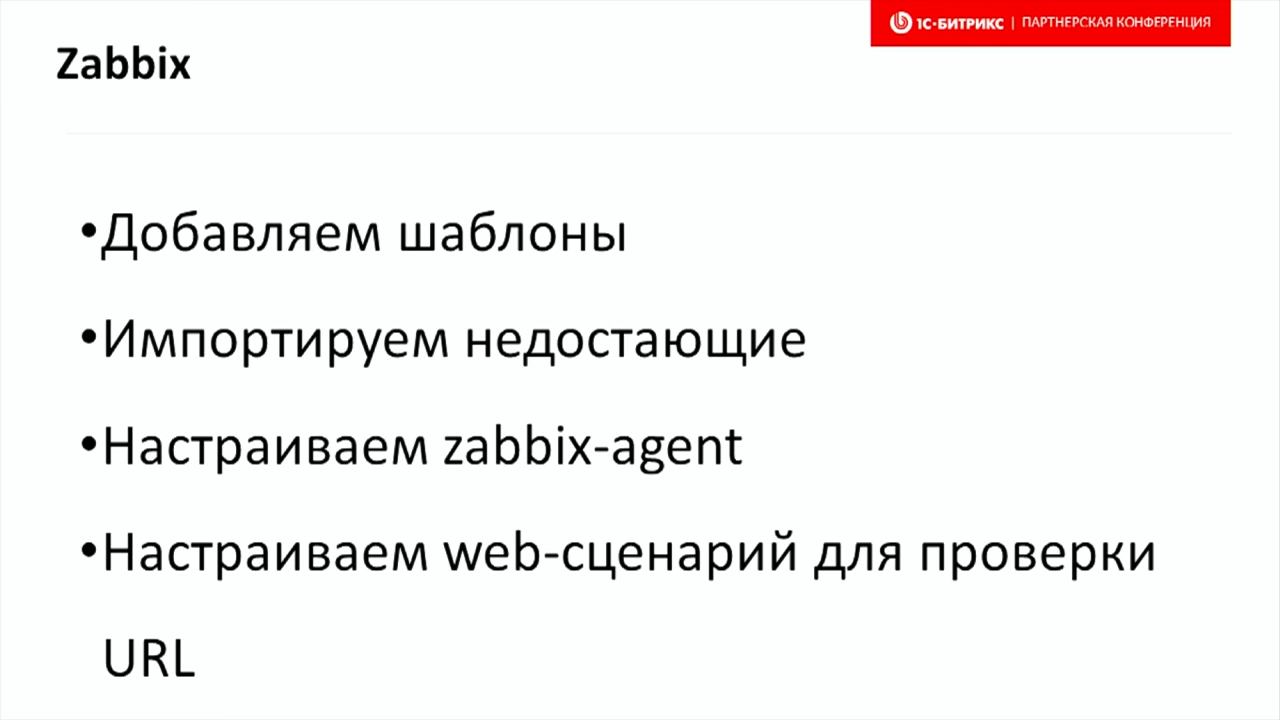 1С-БИТРИКС | ПАРТНЕРСКАЯ КОНФЕРЕНЦИЯ
Zabbix
•Добавляем шаблоны
•Импортируем недостающие
•Настраиваем zabbix-agent
•Настраиваем web-сценарий для проверки
URL